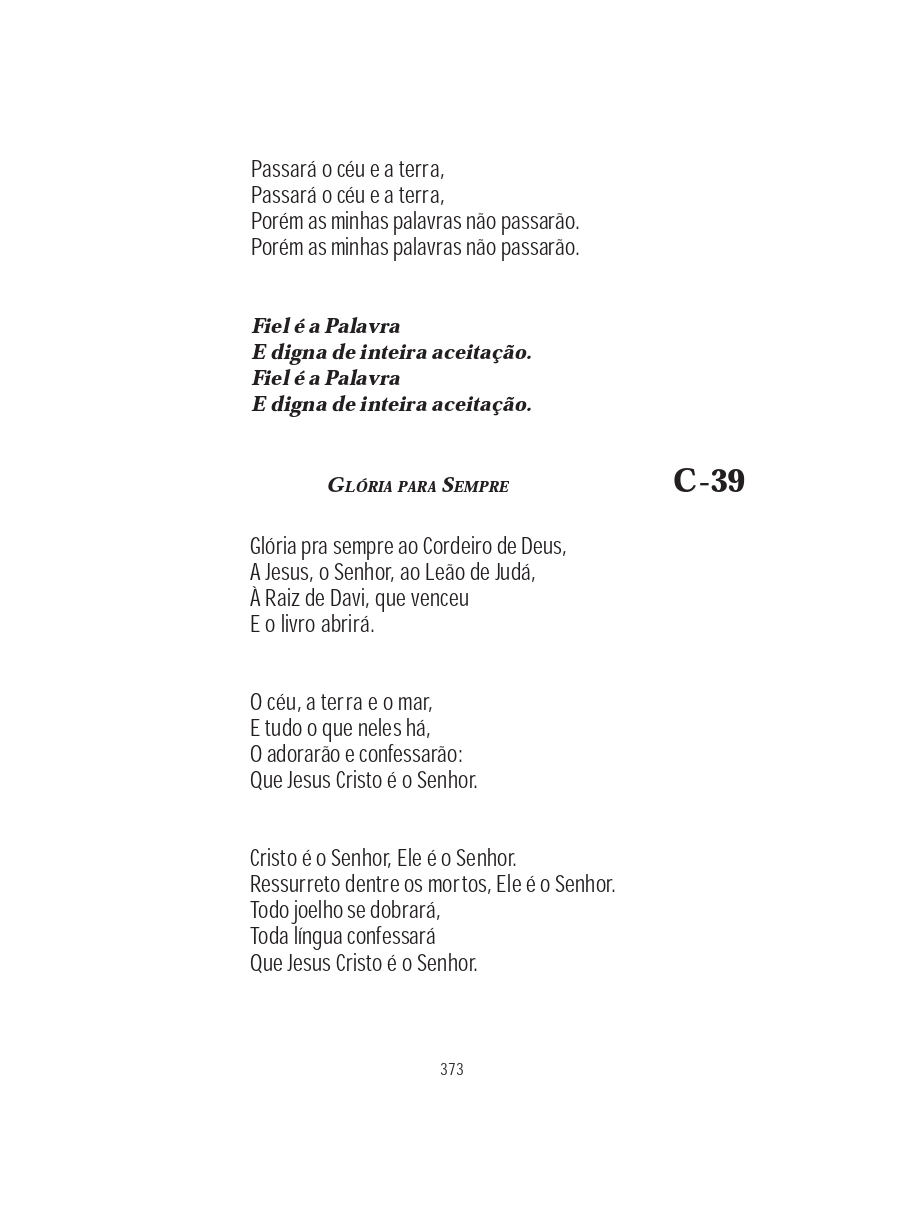 Passará o céu e a terra,
Passará o céu e a terra,
Porém as minhas palavras não passarão.
Porém as minhas palavras não passarão.
Fiel é a Palavra
E digna de inteira aceitação.
Fiel é a Palavra
E digna de inteira aceitação.
Glória para Sempre C-39
Glória pra sempre ao Cordeiro de Deus,
A Jesus, o Senhor, ao Leão de Judá,
À Raiz de Davi, que venceu
E o livro abrirá.
O céu, a terra e o mar,
E tudo o que neles há,
O adorarão e confessarão:
Que Jesus Cristo é o Senhor.
Cristo é o Senhor, Ele é o Senhor.
Ressurreto dentre os mortos, Ele é o Senhor.
Todo joelho se dobrará,
Toda língua confessará
Que Jesus Cristo é o Senhor.
373